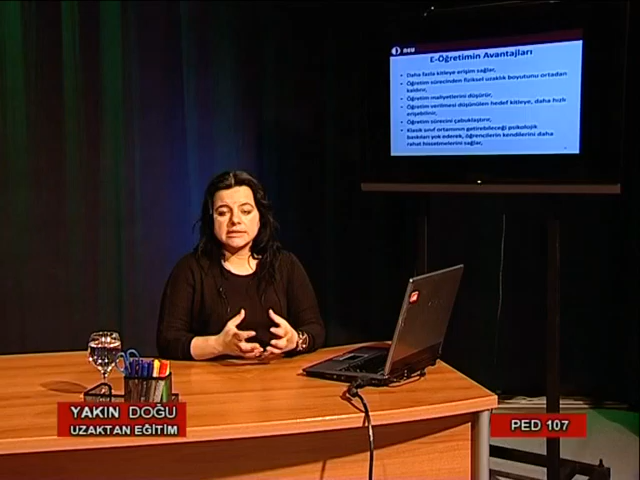 neu
E-Öğretimin Avantajları
• Daha fazla kitleye erişim sağlar,
• Öğretim sürecinden fiziksel uzaklık boyutunu ortadan
kaldırır,
• Öğretim maliyetlerini düşürür,
• Öğretim verilmesi düşünülen hedef kitleye, daha hızlı
erişebilinir,
• Öğretim sürecini çabuklaştırır,
• Klasik sınıf ortamının getirebileceği psikolojik
baskıları yok ederek, öğrencilerin kendilerini daha
rahat hissetmelerini sağlar,
YAKIN DOĞU
UZAKTAN EĞİTİM
PED 107